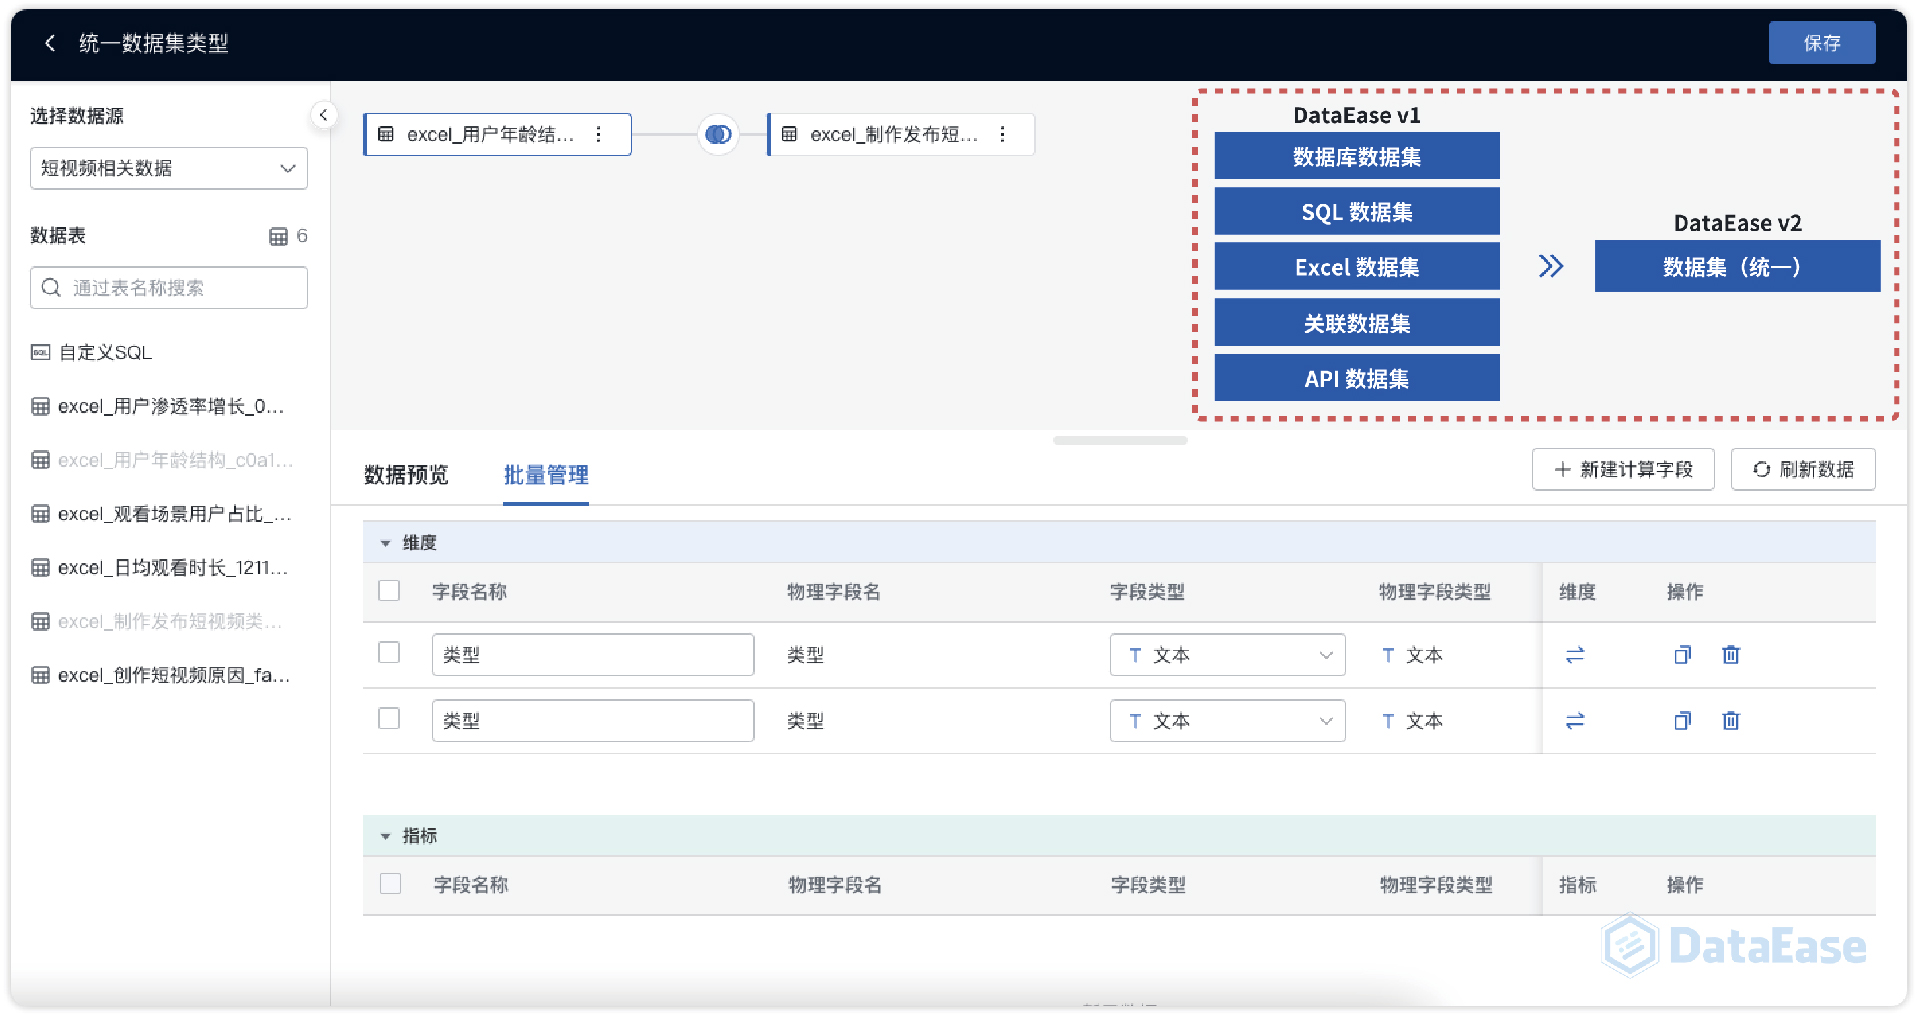 统一数据集类型
保存
选择数据源
短视频相关数据
数据表
6
通过表名称搜索
自定义SQL
excel_用户渗透率增长_0...
excel_用户年龄结构_c0a1...
excel_观看场景用户占比_...
excel_日均观看时长_1211...
excel_制作发布短视频类...
excel_创作短视频原因_fa...
excel_用户年龄结...
excel_制作发布短...
DataEase v1
数据库数据集
SQL 数据集
Excel 数据集
关联数据集
API 数据集
DataEase v2
数据集（统一）
数据预览
批量管理
新建计算字段
刷新数据
维度
字段名称 物理字段名 字段类型 物理字段类型 维度 操作
类型 类型 T 文本 T 文本
类型 类型 T 文本 T 文本
指标
字段名称 物理字段名 字段类型 物理字段类型 指标 操作
DataEase